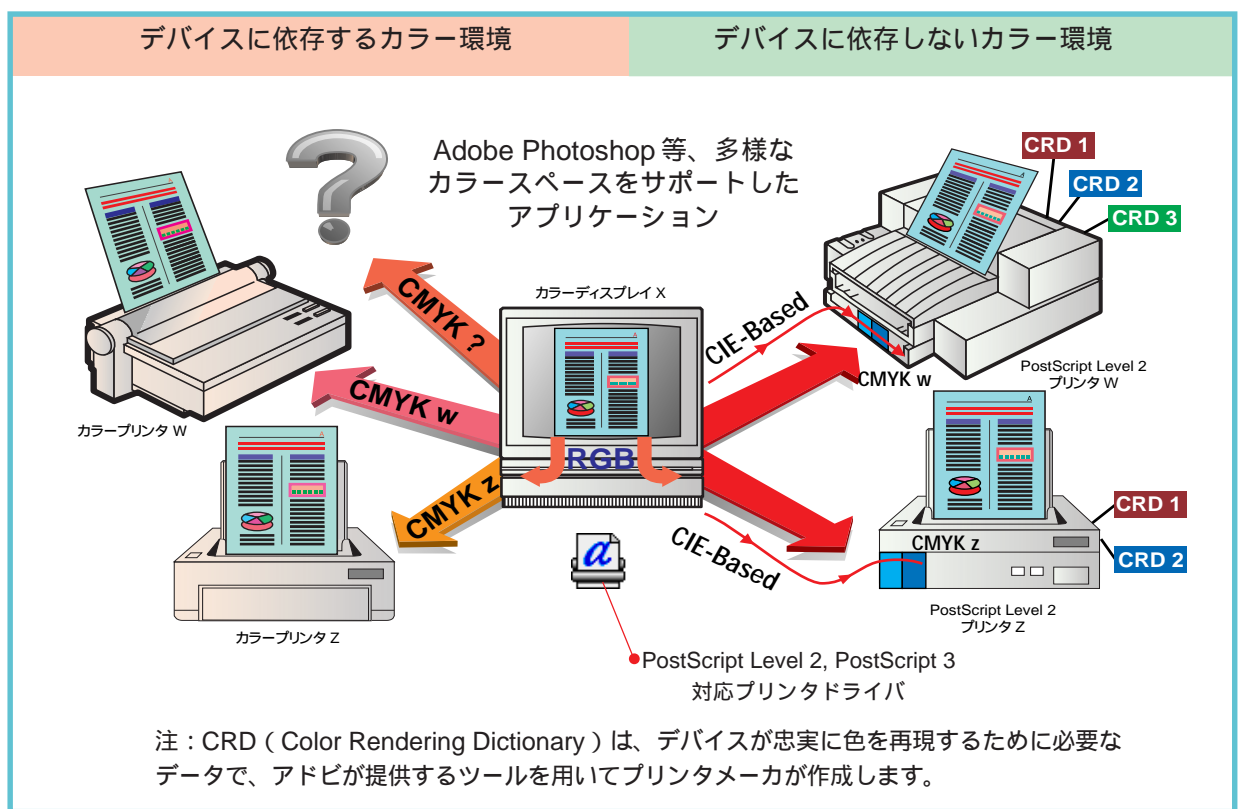 デバイスに依存するカラー環境
デバイスに依存しないカラー環境
Adobe Photoshop 等、多様な
カラースペースをサポートした
アプリケーション
CRD 1
CRD 2
CRD 3
カラーディスプレイ X
CMYK ?
CMYK w
CMYK z
RGB
CIE-Based
CMYK w
PostScript Level 2
プリンタ W
カラープリンタ W
A
A
CIE-Based
CMYK z
CRD 1
CRD 2
PostScript Level 2
プリンタ Z
カラープリンタ Z
A
a
PostScript Level 2, PostScript 3
対応プリンタドライバ
注：CRD（Color Rendering Dictionary）は、デバイスが忠実に色を再現するために必要な
データで、アドビが提供するツールを用いてプリンタメーカが作成します。